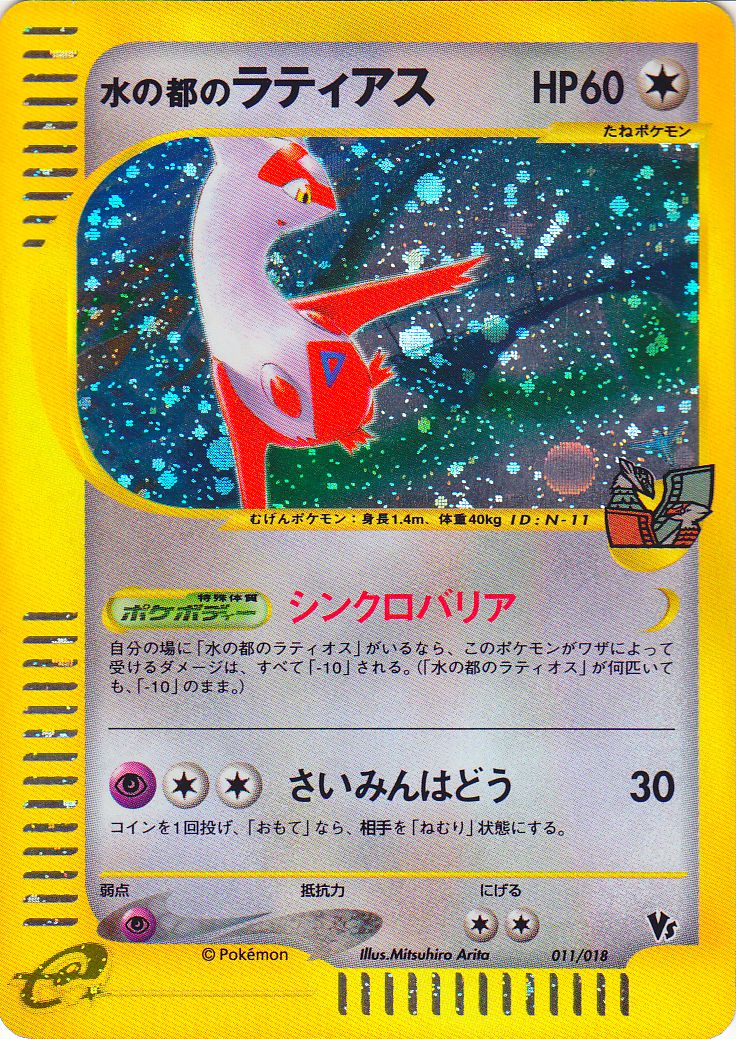 水の都のラティアス HP60
たねポケモン
むげんポケモン：身長1.4m、体重40kg ID:N-11
特殊体質
ポケボディー シンクロバリア
自分の場に「水の都のラティオス」がいるなら、このポケモンがワザによって
受けるダメージは、すべて「-10」される。（「水の都のラティオス」が何匹いて
も、「-10」のまま。）
さいみんはどう 30
コインを1回投げ、「おもて」なら、相手を「ねむり」状態にする。
弱点 抵抗力 にげる
© Pokémon Illus.Mitsuhiro Arita 011/018
Vs
e